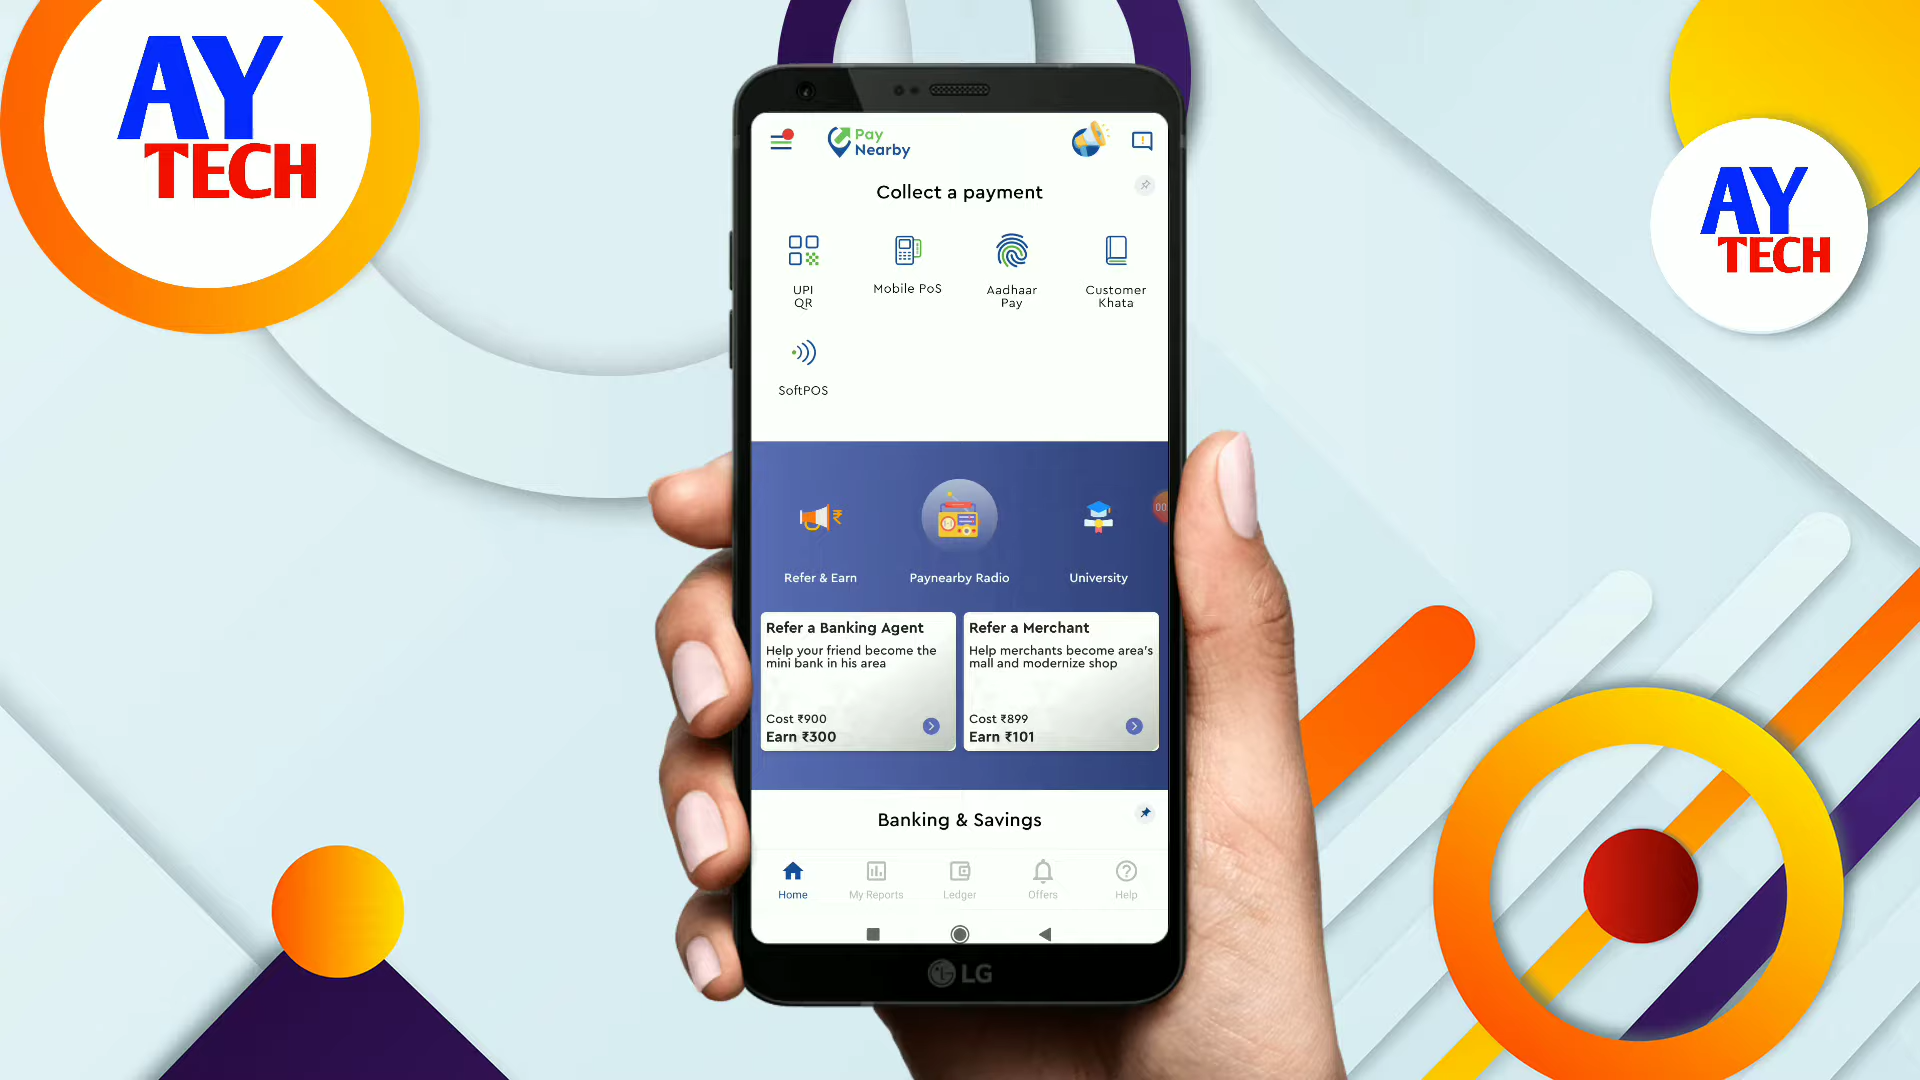 AY
TECH
AY
TECH
Pay
Nearby
Collect a payment
UPI
QR
Mobile PoS
Aadhaar
Pay
Customer
Khata
SoftPOS
00
Refer & Earn
Paynearby Radio
University
Refer a Banking Agent
Help your friend become the
mini bank in his area
Cost ₹900
Earn ₹300
Refer a Merchant
Help merchants become area's
mall and modernize shop
Cost ₹899
Earn ₹101
Banking & Savings
Home
My Reports
Ledger
Offers
Help
LG